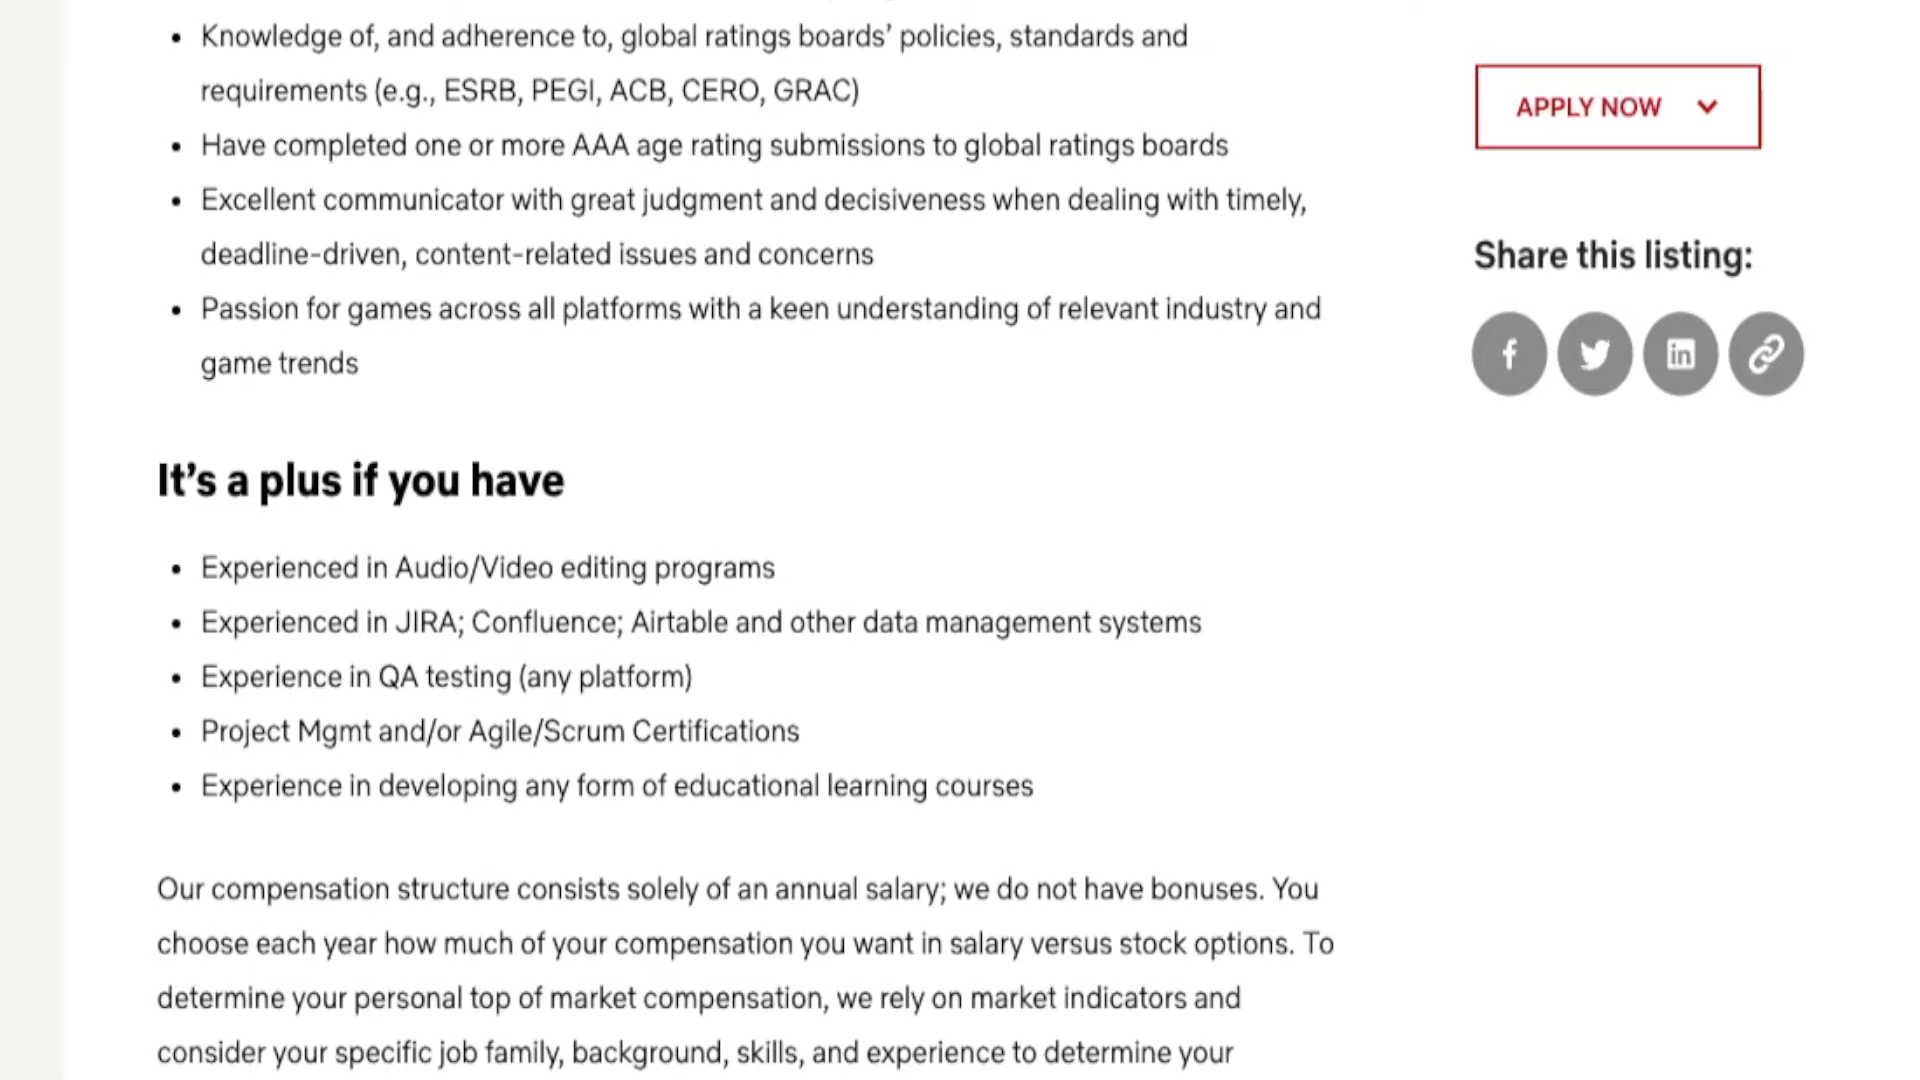 Knowledge of, and adherence to, global ratings boards’ policies, standards and
requirements (e.g., ESRB, PEGI, ACB, CERO, GRAC)
Have completed one or more AAA age rating submissions to global ratings boards
Excellent communicator with great judgment and decisiveness when dealing with timely,
deadline-driven, content-related issues and concerns
Passion for games across all platforms with a keen understanding of relevant industry and
game trends
It’s a plus if you have
Experienced in Audio/Video editing programs
Experienced in JIRA; Confluence; Airtable and other data management systems
Experience in QA testing (any platform)
Project Mgmt and/or Agile/Scrum Certifications
Experience in developing any form of educational learning courses
Our compensation structure consists solely of an annual salary; we do not have bonuses. You
choose each year how much of your compensation you want in salary versus stock options. To
determine your personal top of market compensation, we rely on market indicators and
consider your specific job family, background, skills, and experience to determine your
APPLY NOW
Share this listing: